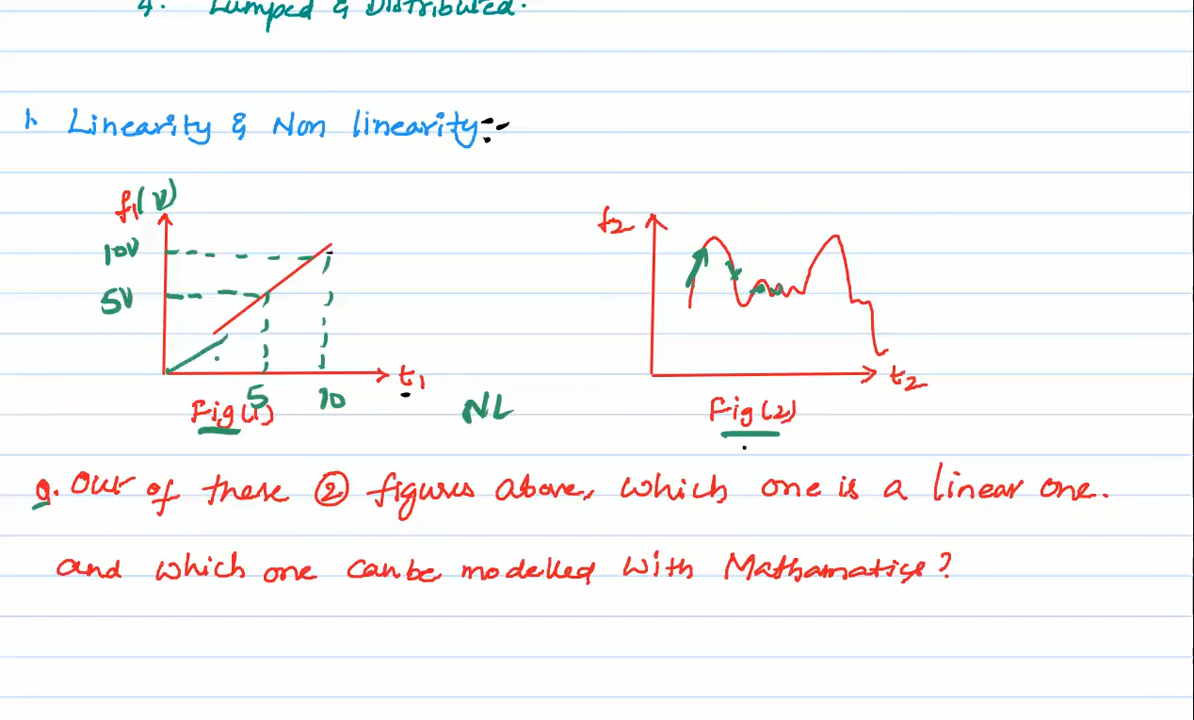 4. Lumped & Distributed.
1. Linearity & Non linearity:-
f1(V)
10V
5V
t1
5 10
Fig(1)
NL
f2
t2
Fig(2)
Q. Out of these 2 figures above, which one is a linear one.
and which one can be modelled with Mathamatics?